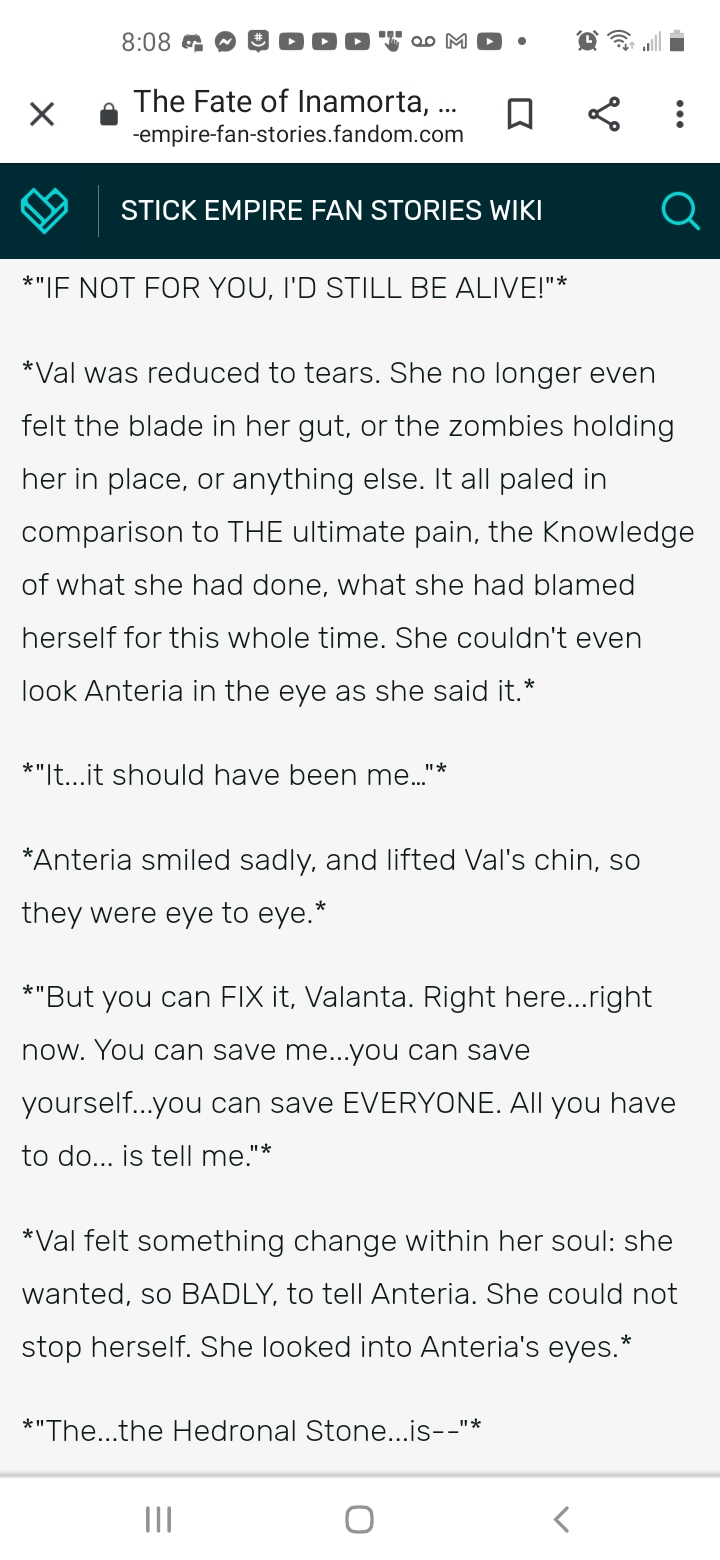 8:08
The Fate of Inamorta, ...
-empire-fan-stories.fandom.com
STICK EMPIRE FAN STORIES WIKI
*"IF NOT FOR YOU, I'D STILL BE ALIVE!"*
*Val was reduced to tears. She no longer even
felt the blade in her gut, or the zombies holding
her in place, or anything else. It all paled in
comparison to THE ultimate pain, the Knowledge
of what she had done, what she had blamed
herself for this whole time. She couldn't even
look Anteria in the eye as she said it.*
*"It...it should have been me…"*
*Anteria smiled sadly, and lifted Val's chin, so
they were eye to eye.*
*"But you can FIX it, Valanta. Right here...right
now. You can save me...you can save
yourself...you can save EVERYONE. All you have
to do... is tell me."*
*Val felt something change within her soul: she
wanted, so BADLY, to tell Anteria. She could not
stop herself. She looked into Anteria's eyes.*
*"The...the Hedronal Stone...is--"*